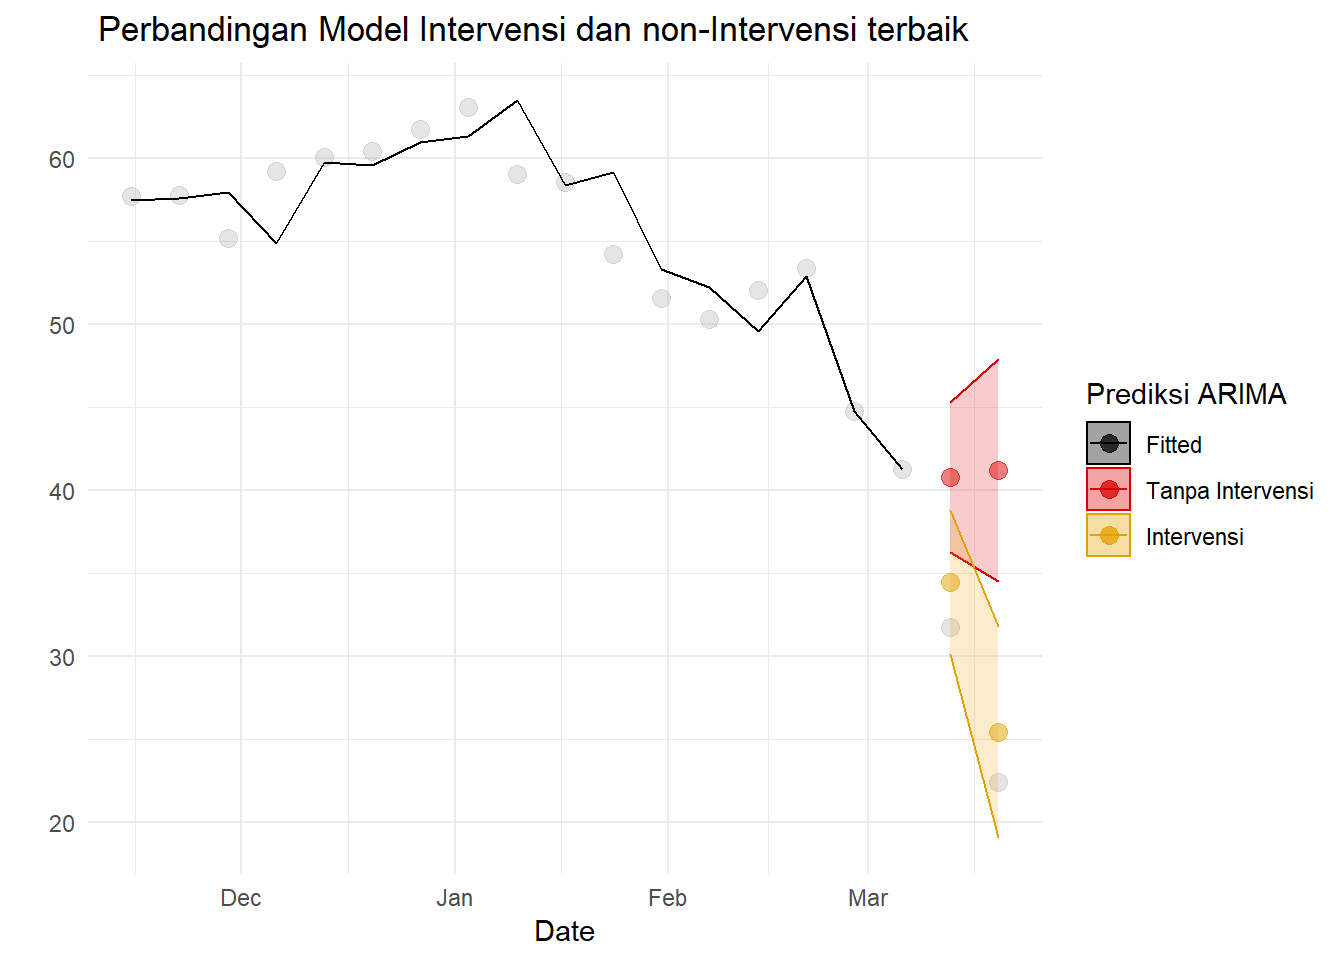 Perbandingan Model Intervensi dan non-Intervensi terbaik
60
50
40
30
20
Dec Jan Feb Mar
Date
Prediksi ARIMA
Fitted
Tanpa Intervensi
Intervensi